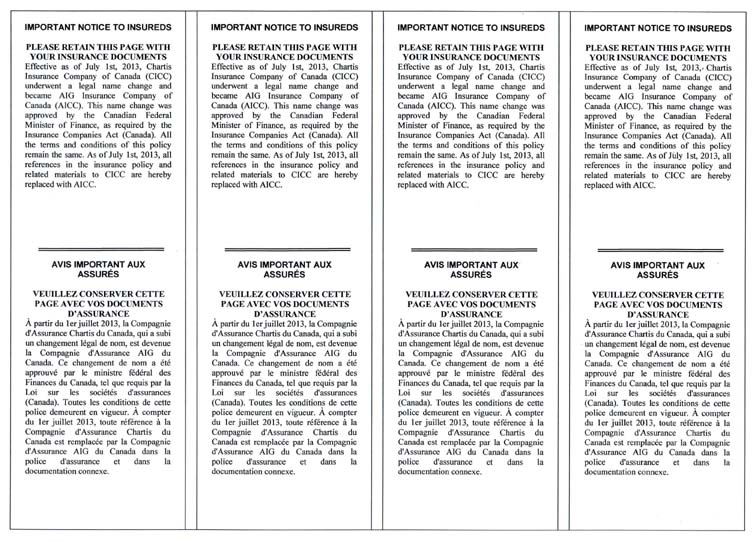 IMPORTANT NOTICE TO INSUREDS
PLEASE RETAIN THIS PAGE WITH
YOUR INSURANCE DOCUMENTS
Effective as of July 1st, 2013, Chartis
Insurance Company of Canada (CICC)
underwent a legal name change and
became AIG Insurance Company of
Canada (AICC). This name change was
approved by the Canadian Federal
Minister of Finance, as required by the
Insurance Companies Act (Canada). All
the terms and conditions of this policy
remain the same. As of July 1st, 2013, all
references in the insurance policy and
related materials to CICC are hereby
replaced with AICC.
AVIS IMPORTANT AUX
ASSURÉS
VEUILLEZ CONSERVER CETTE
PAGE AVEC VOS DOCUMENTS
D'ASSURANCE
À partir du 1er juillet 2013, la Compagnie
d'Assurance Chartis du Canada, qui a subi
un changement légal de nom, est devenue
la Compagnie d'Assurance AIG du
Canada. Ce changement de nom a été
approuvé par le ministre fédéral des
Finances du Canada, tel que requis par la
Loi sur les sociétés d'assurances
(Canada). Toutes les conditions de cette
police demeurent en vigueur. À compter
du 1er juillet 2013, toute référence à la
Compagnie d'Assurance Chartis du
Canada est remplacée par la Compagnie
d'Assurance AIG du Canada dans la
police d'assurance et dans la
documentation connexe.
IMPORTANT NOTICE TO INSUREDS
PLEASE RETAIN THIS PAGE WITH
YOUR INSURANCE DOCUMENTS
Effective as of July 1st, 2013, Chartis
Insurance Company of Canada (CICC)
underwent a legal name change and
became AIG Insurance Company of
Canada (AICC). This name change was
approved by the Canadian Federal
Minister of Finance, as required by the
Insurance Companies Act (Canada). All
the terms and conditions of this policy
remain the same. As of July 1st, 2013, all
references in the insurance policy and
related materials to CICC are hereby
replaced with AICC.
AVIS IMPORTANT AUX
ASSURÉS
VEUILLEZ CONSERVER CETTE
PAGE AVEC VOS DOCUMENTS
D'ASSURANCE
À partir du 1er juillet 2013, la Compagnie
d'Assurance Chartis du Canada, qui a subi
un changement légal de nom, est devenue
la Compagnie d'Assurance AIG du
Canada. Ce changement de nom a été
approuvé par le ministre fédéral des
Finances du Canada, tel que requis par la
Loi sur les sociétés d'assurances
(Canada). Toutes les conditions de cette
police demeurent en vigueur. À compter
du 1er juillet 2013, toute référence à la
Compagnie d'Assurance Chartis du
Canada est remplacée par la Compagnie
d'Assurance AIG du Canada dans la
police d'assurance et dans la
documentation connexe.
IMPORTANT NOTICE TO INSUREDS
PLEASE RETAIN THIS PAGE WITH
YOUR INSURANCE DOCUMENTS
Effective as of July 1st, 2013, Chartis
Insurance Company of Canada (CICC)
underwent a legal name change and
became AIG Insurance Company of
Canada (AICC). This name change was
approved by the Canadian Federal
Minister of Finance, as required by the
Insurance Companies Act (Canada). All
the terms and conditions of this policy
remain the same. As of July 1st, 2013, all
references in the insurance policy and
related materials to CICC are hereby
replaced with AICC.
AVIS IMPORTANT AUX
ASSURÉS
VEUILLEZ CONSERVER CETTE
PAGE AVEC VOS DOCUMENTS
D'ASSURANCE
À partir du 1er juillet 2013, la Compagnie
d'Assurance Chartis du Canada, qui a subi
un changement légal de nom, est devenue
la Compagnie d'Assurance AIG du
Canada. Ce changement de nom a été
approuvé par le ministre fédéral des
Finances du Canada, tel que requis par la
Loi sur les sociétés d'assurances
(Canada). Toutes les conditions de cette
police demeurent en vigueur. À compter
du 1er juillet 2013, toute référence à la
Compagnie d'Assurance Chartis du
Canada est remplacée par la Compagnie
d'Assurance AIG du Canada dans la
police d'assurance et dans la
documentation connexe.
IMPORTANT NOTICE TO INSUREDS
PLEASE RETAIN THIS PAGE WITH
YOUR INSURANCE DOCUMENTS
Effective as of July 1st, 2013, Chartis
Insurance Company of Canada (CICC)
underwent a legal name change and
became AIG Insurance Company of
Canada (AICC). This name change was
approved by the Canadian Federal
Minister of Finance, as required by the
Insurance Companies Act (Canada). All
the terms and conditions of this policy
remain the same. As of July 1st, 2013, all
references in the insurance policy and
related materials to CICC are hereby
replaced with AICC.
AVIS IMPORTANT AUX
ASSURÉS
VEUILLEZ CONSERVER CETTE
PAGE AVEC VOS DOCUMENTS
D'ASSURANCE
À partir du 1er juillet 2013, la Compagnie
d'Assurance Chartis du Canada, qui a subi
un changement légal de nom, est devenue
la Compagnie d'Assurance AIG du
Canada. Ce changement de nom a été
approuvé par le ministre fédéral des
Finances du Canada, tel que requis par la
Loi sur les sociétés d'assurances
(Canada). Toutes les conditions de cette
police demeurent en vigueur. À compter
du 1er juillet 2013, toute référence à la
Compagnie d'Assurance Chartis du
Canada est remplacée par la Compagnie
d'Assurance AIG du Canada dans la
police d'assurance et dans la
documentation connexe.